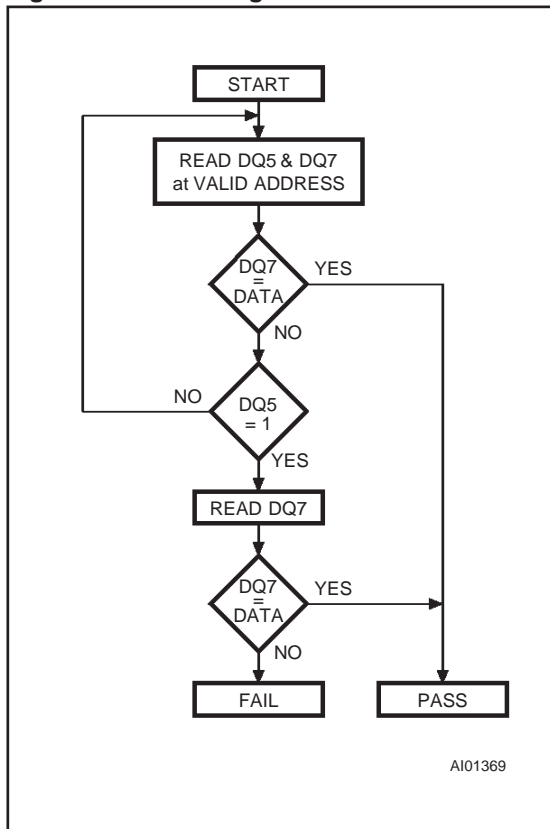 START
READ DQ5 & DQ7
at VALID ADDRESS
DQ7
=
DATA
YES
NO
NO
DQ5
= 1
YES
READ DQ7
DQ7
=
DATA
YES
NO
FAIL
PASS
AI01369